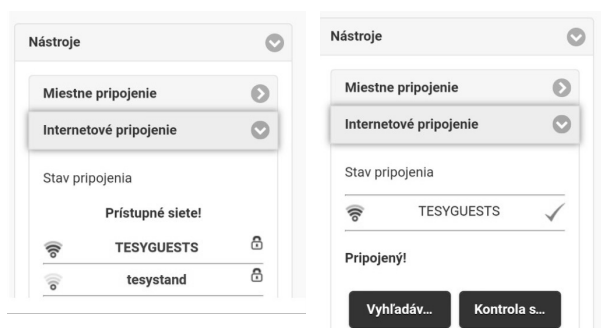 Nástroje
Miestne pripojenie
Internetové pripojenie
Stav pripojenia
Prístupné siete!
TESYGUESTS
tesystand
Nástroje
Miestne pripojenie
Internetové pripojenie
Stav pripojenia
TESYGUESTS
Pripojený!
Vyhľadáv...
Kontrola s...